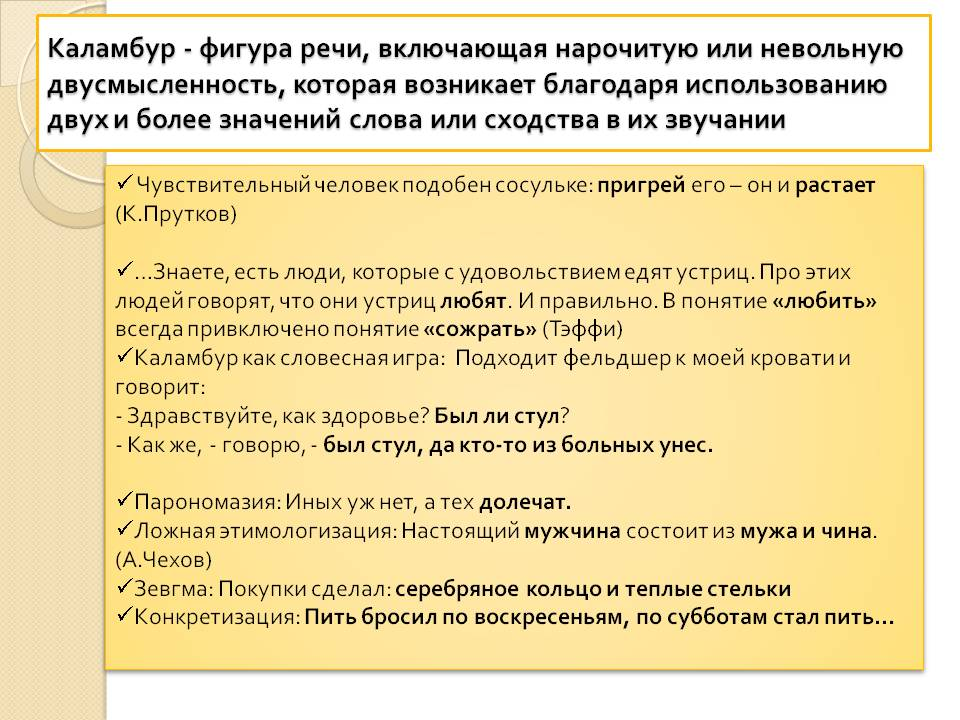 Каламбур - фигура речи, включающая нарочитую или невольную
двусмысленность, которая возникает благодаря использованию
двух и более значений слова или сходства в их звучании
✓Чувствительный человек подобен сосульке: пригрей его – он и растает
(К.Прутков)
✓...Знаете, есть люди, которые с удовольствием едят устриц. Про этих
людей говорят, что они устриц любят. И правильно. В понятие «любить»
всегда привключено понятие «сожрать» (Тэффи)
✓Каламбур как словесная игра: Подходит фельдшер к моей кровати и
говорит:
- Здравствуйте, как здоровье? Был ли стул?
- Как же, - говорю, - был стул, да кто-то из больных унес.
✓Парономазия: Иных уж нет, а тех долечат.
✓Ложная этимологизация: Настоящий мужчина состоит из мужа и чина.
(А.Чехов)
✓Зевгма: Покупки сделал: серебряное кольцо и теплые стельки
✓Конкретизация: Пить бросил по воскресеньям, по субботам стал пить...